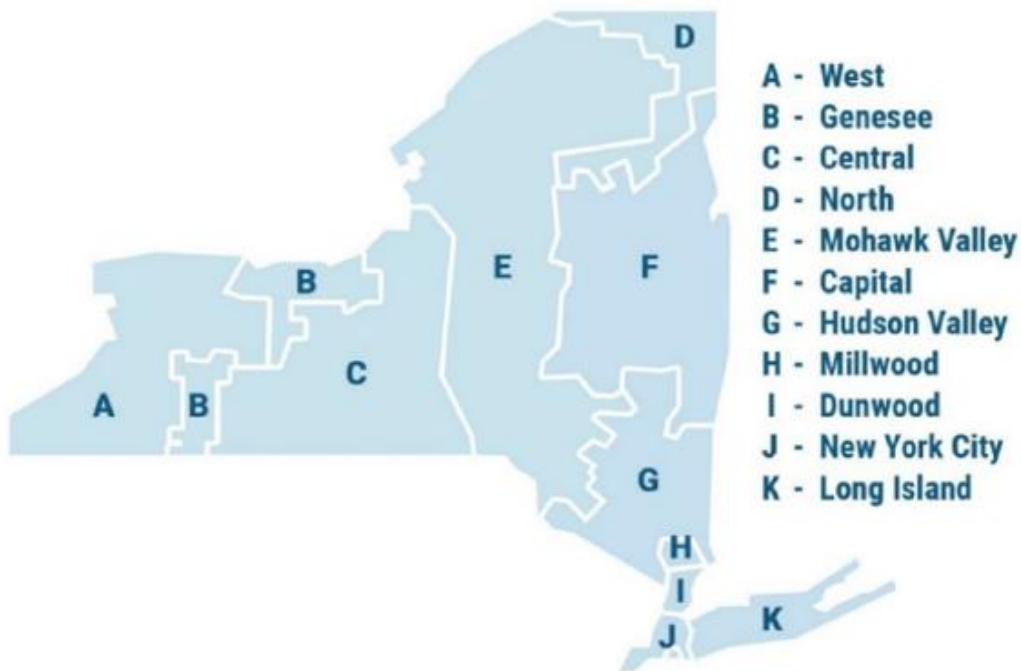 D
A - West
B - Genesee
C - Central
D - North
E - Mohawk Valley
F - Capital
G - Hudson Valley
H - Millwood
I - Dunwood
J - New York City
K - Long Island
B
E
F
C
A
B
G
H
I
J
K